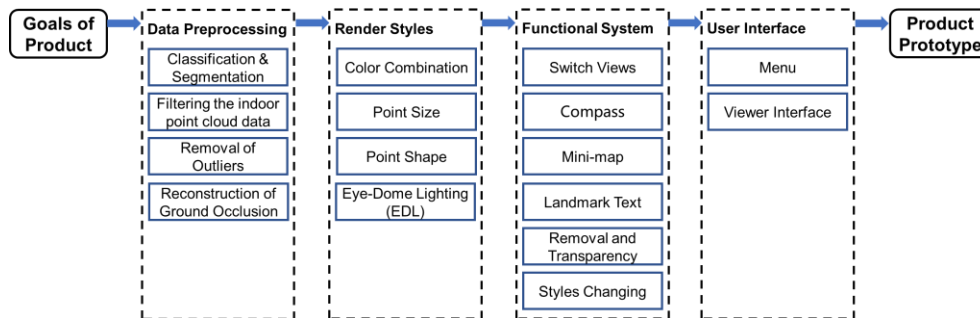 Goals of
Product
Data Preprocessing
Classification &
Segmentation
Filtering the indoor
point cloud data
Removal of
Outliers
Reconstruction of
Ground Occlusion
Render Styles
Color Combination
Point Size
Point Shape
Eye-Dome Lighting
(EDL)
Functional System
Switch Views
Compass
Mini-map
Landmark Text
Removal and
Transparency
Styles Changing
User Interface
Menu
Viewer Interface
Product
Prototype